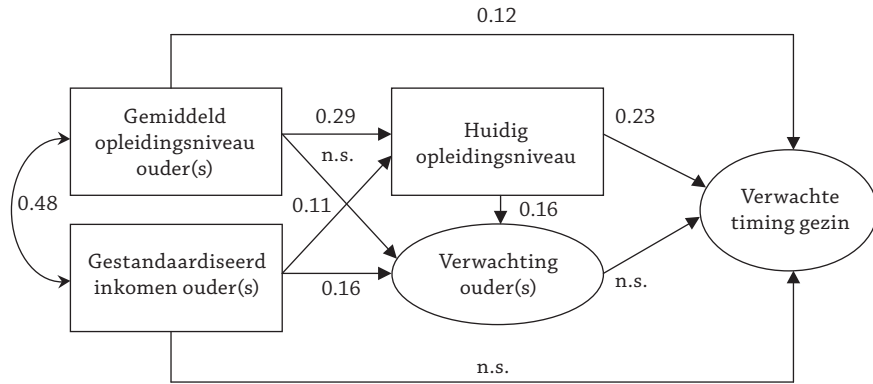 0.12
Gemiddeld
opleidingsniveau
ouder(s)
0.29
n.s.
Huidig
opleidingsniveau
0.23
0.48
0.11
0.16
Verwachte
timing gezin
Gestandaardiseerd
inkomen ouder(s)
0.16
Verwachting
ouder(s)
n.s.
n.s.